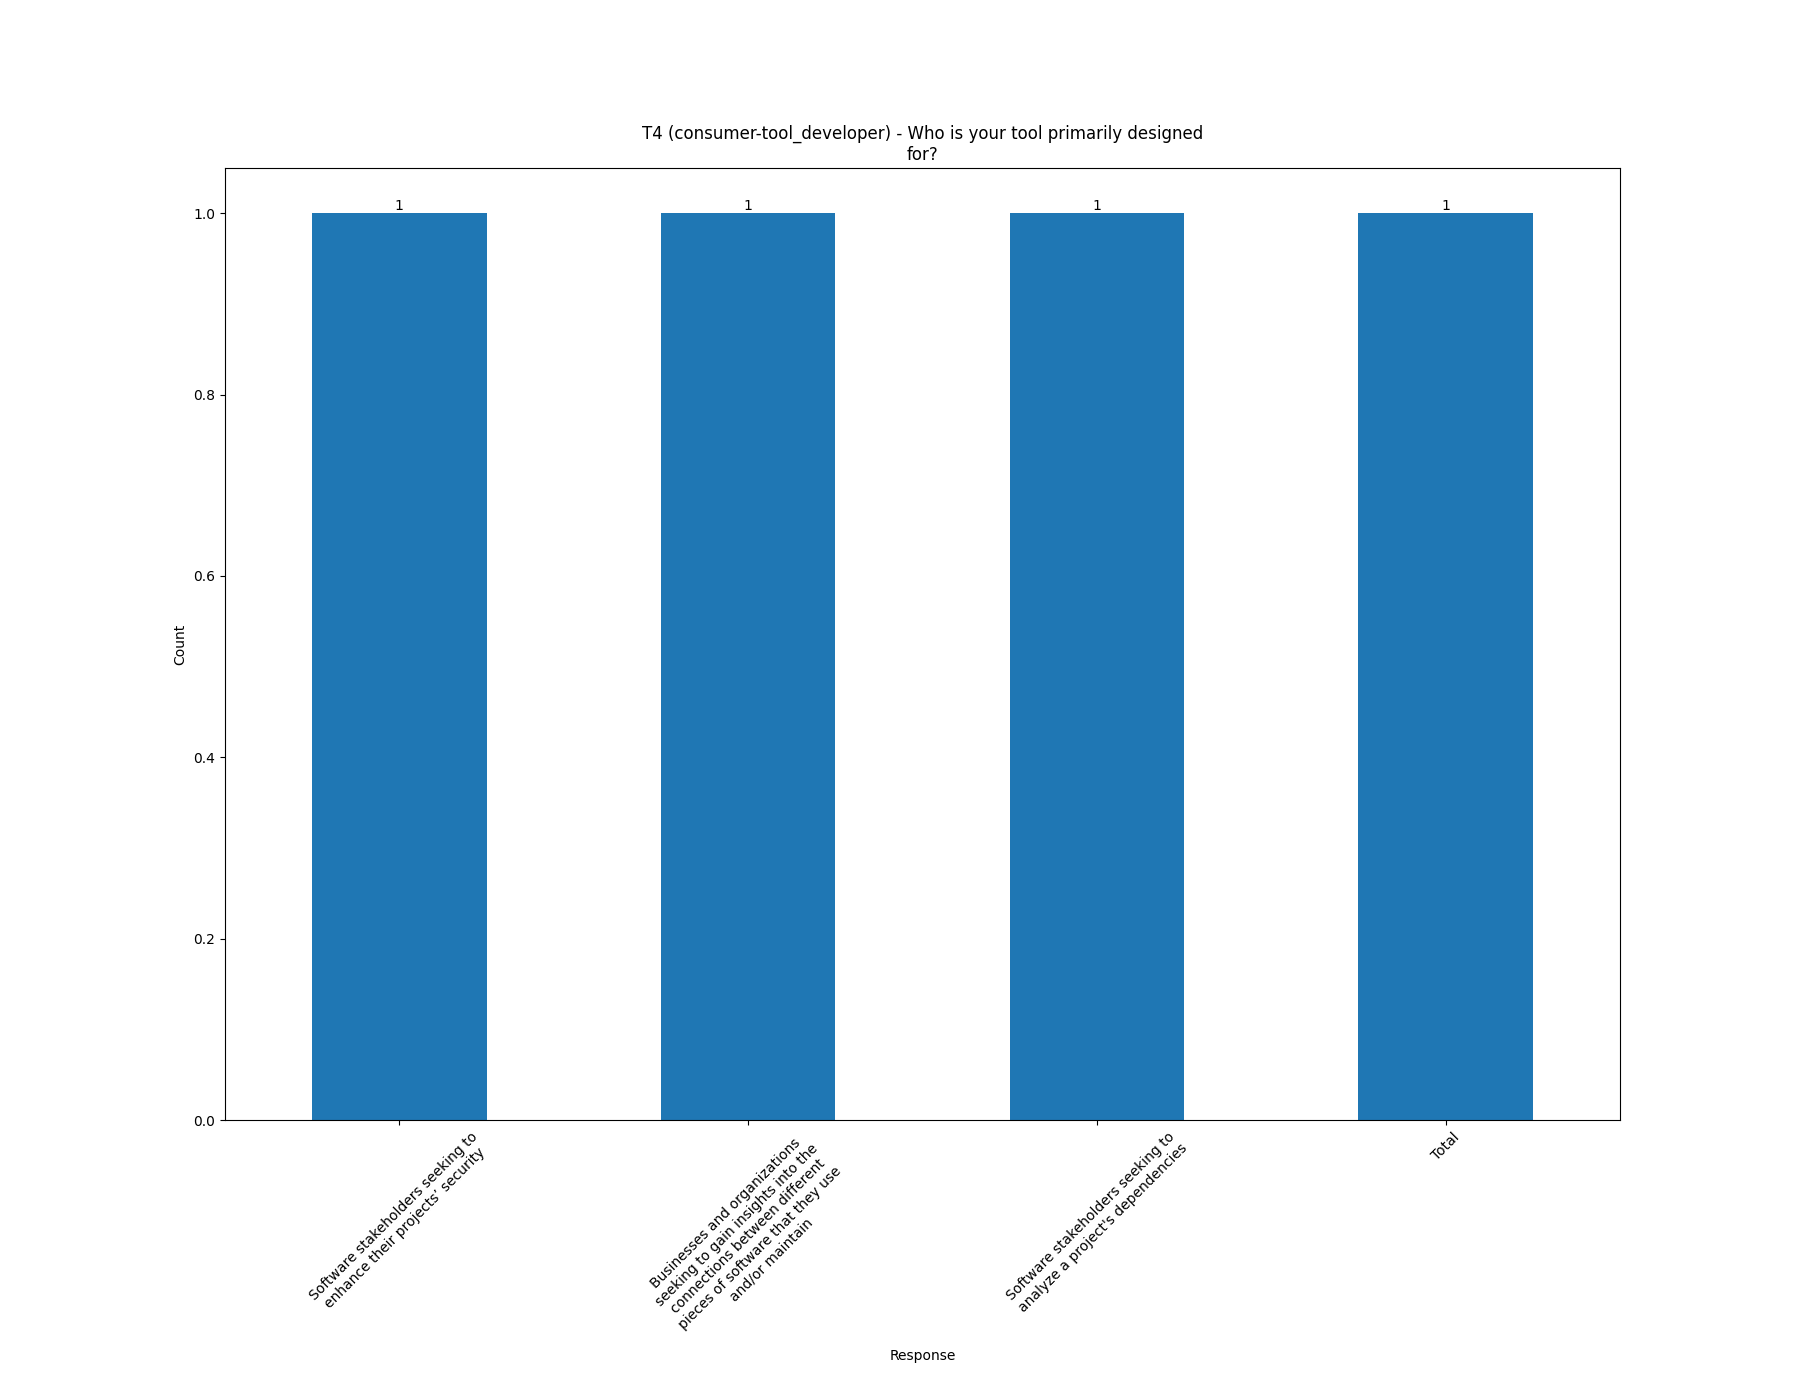 T4 (consumer-tool_developer) - Who is your tool primarily designed
for?
1
1
1
1
1.0
0.8
0.6
0.4
0.2
0.0
Count
Software stakeholders seeking to
enhance their projects' security
Businesses and organizations
seeking to gain insights into the
connections between different
pieces of software that they use
and/or maintain
Software stakeholders seeking to
analyze a project's dependencies
Total
Response